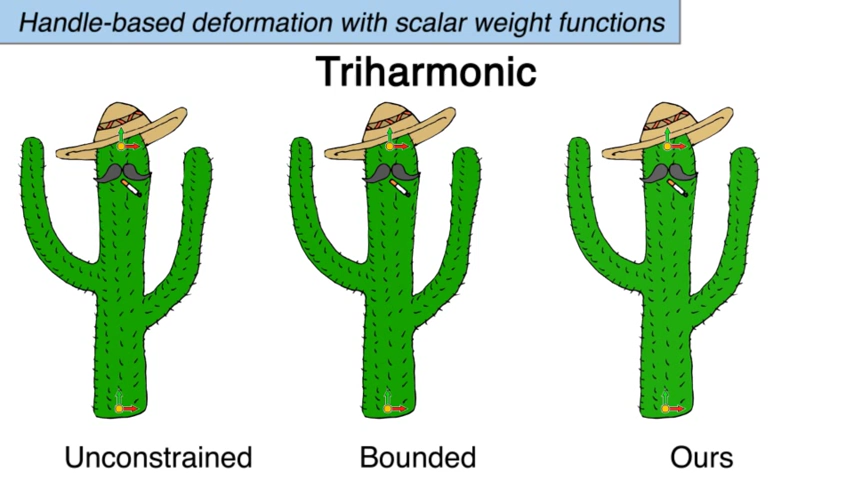 Handle-based deformation with scalar weight functions
Triharmonic
Unconstrained
Bounded
Ours